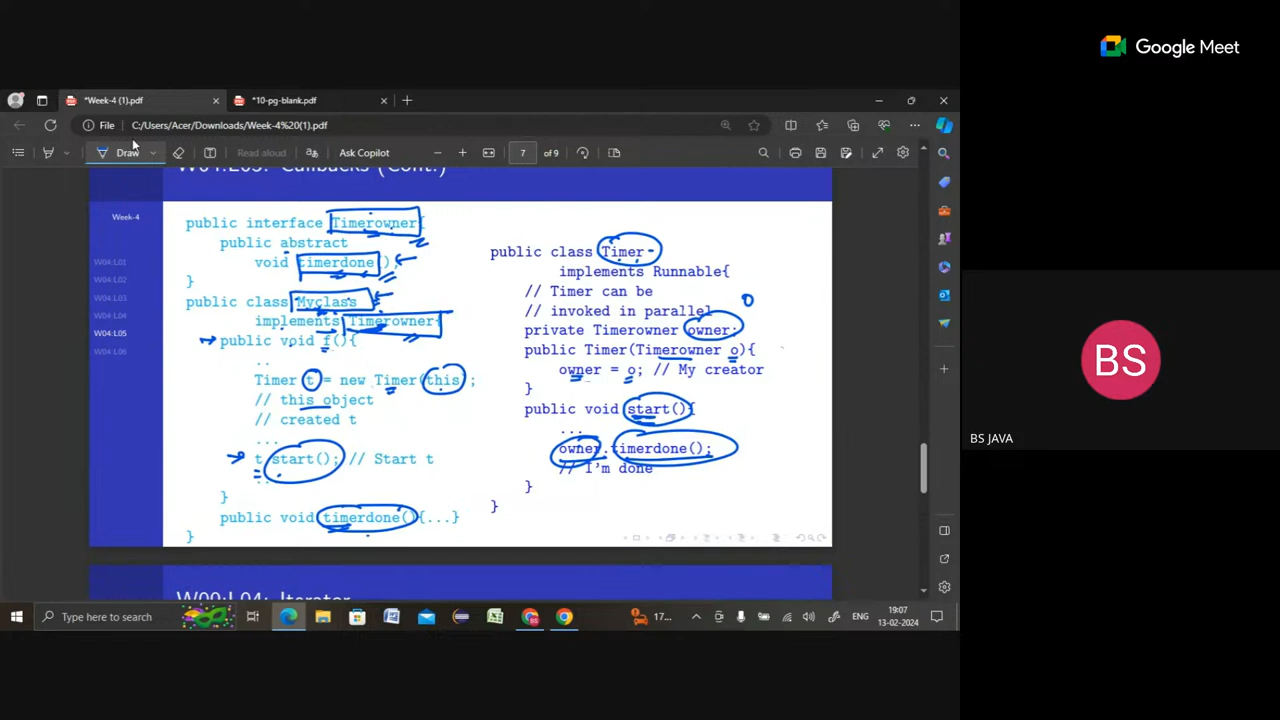 Google Meet
*Week-4 (1).pdf
*10-pg-blank.pdf
File
C:/Users/Acer/Downloads/Week-4%20(1).pdf
Draw
Read aloud
Ask Copilot
7
of 9
W04:L05: Callbacks (Cont.)
Week-4
W04:L01
W04:L02
W04:L03
W04:L04
W04:L05
W04:L06
public interface Timerowner{
public abstract
void timerdone();
}
public class Myclass
implements Timerowner{
public void f(){
..
Timer t = new Timer(this);
// this object
// created t
...
t.start(); // Start t
...
}
public void timerdone(){...}
}
public class Timer
implements Runnable{
// Timer can be
// invoked in parallel
private Timerowner owner;
public Timer(Timerowner o){
owner = o; // My creator
}
public void start(){
...
owner.timerdone();
// I'm done
}
}
o
W09:L04: Iterator
BS
BS JAVA
Type here to search
17...
19:07
13-02-2024